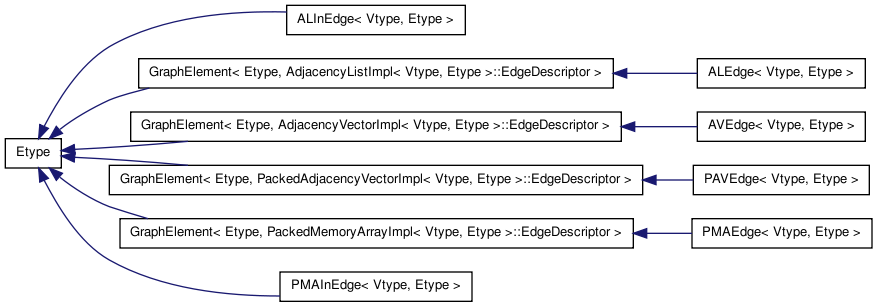 ALInEdge< Vtype, Etype >
GraphElement< Etype, AdjacencyListImpl< Vtype, Etype >::EdgeDescriptor >
ALEdge< Vtype, Etype >
GraphElement< Etype, AdjacencyVectorImpl< Vtype, Etype >::EdgeDescriptor >
AVEdge< Vtype, Etype >
Etype
GraphElement< Etype, PackedAdjacencyVectorImpl< Vtype, Etype >::EdgeDescriptor >
PAVEdge< Vtype, Etype >
GraphElement< Etype, PackedMemoryArrayImpl< Vtype, Etype >::EdgeDescriptor >
PMAEdge< Vtype, Etype >
PMAInEdge< Vtype, Etype >